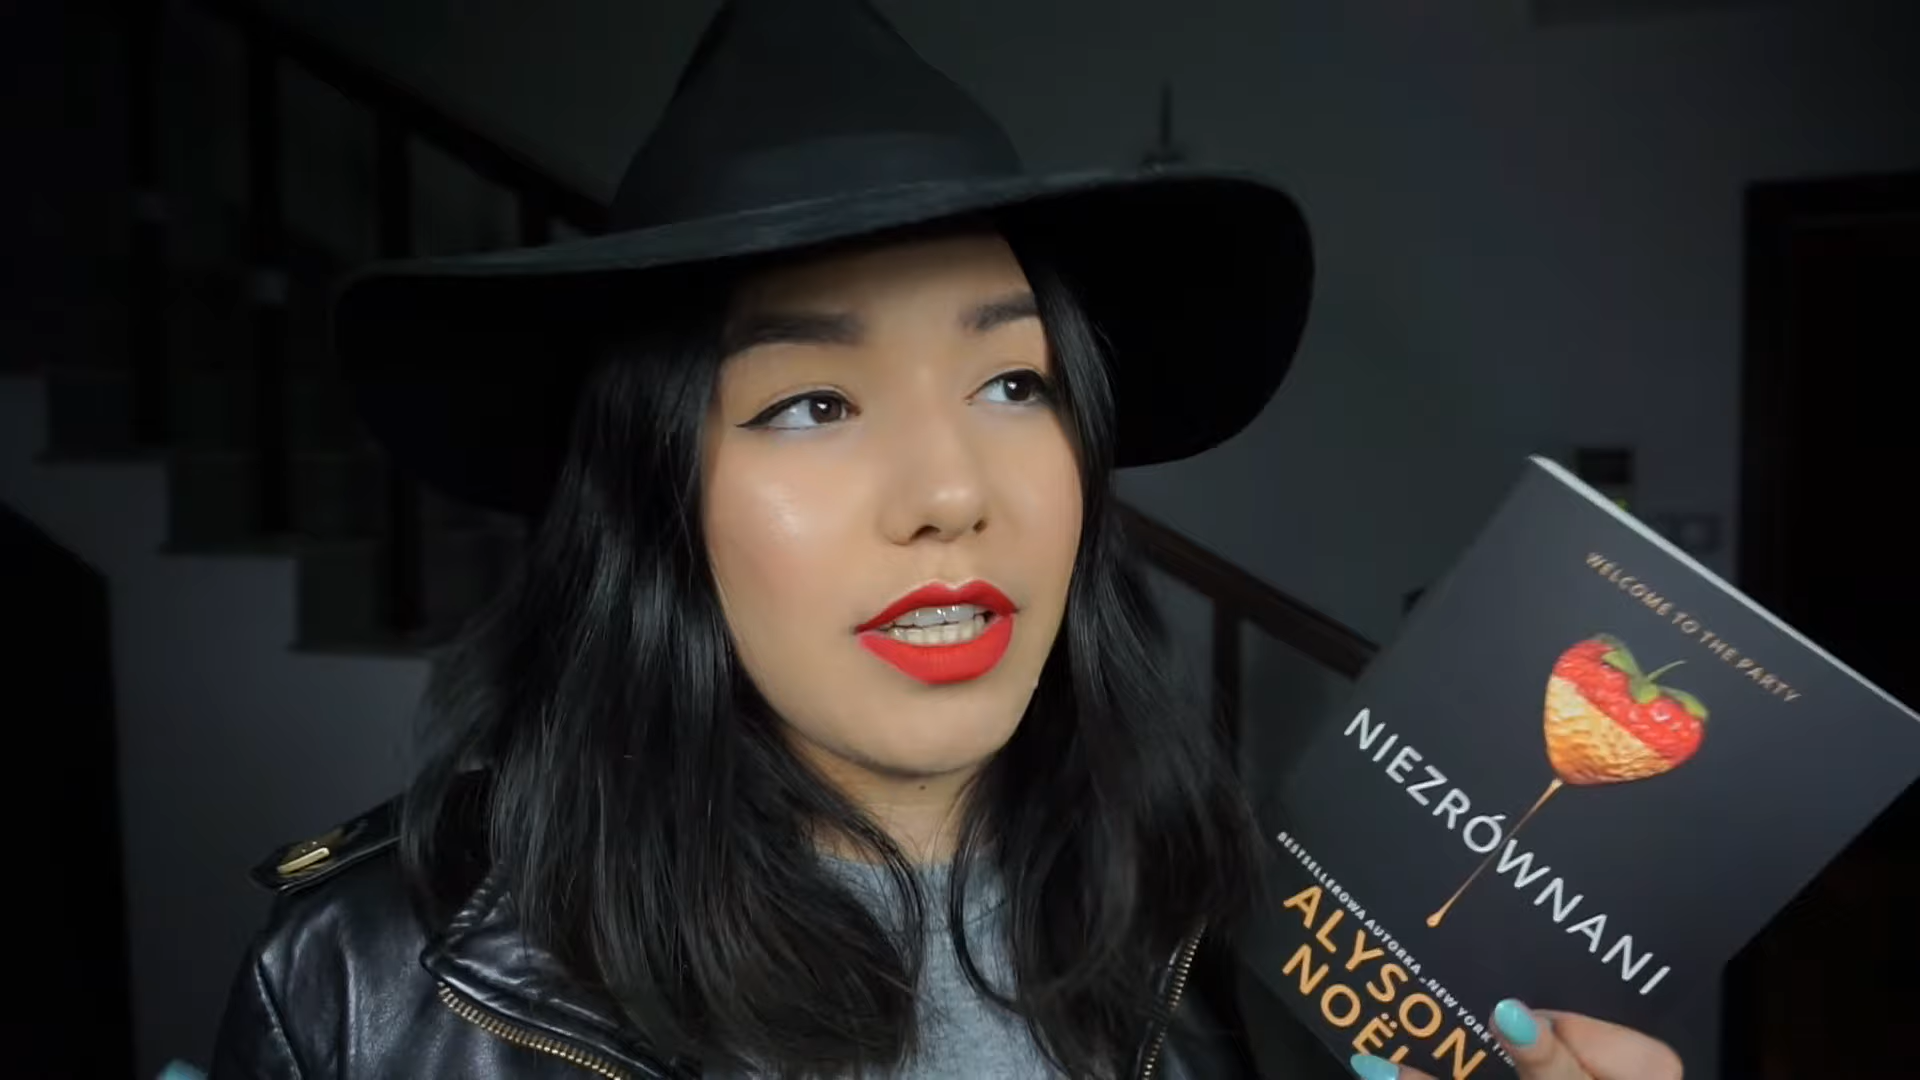 WELCOME TO THE PARTY
NIEZRÓWNANI
BESTSELLEROWA AUTORKA „NEW YORK
ALYSON
NOËL